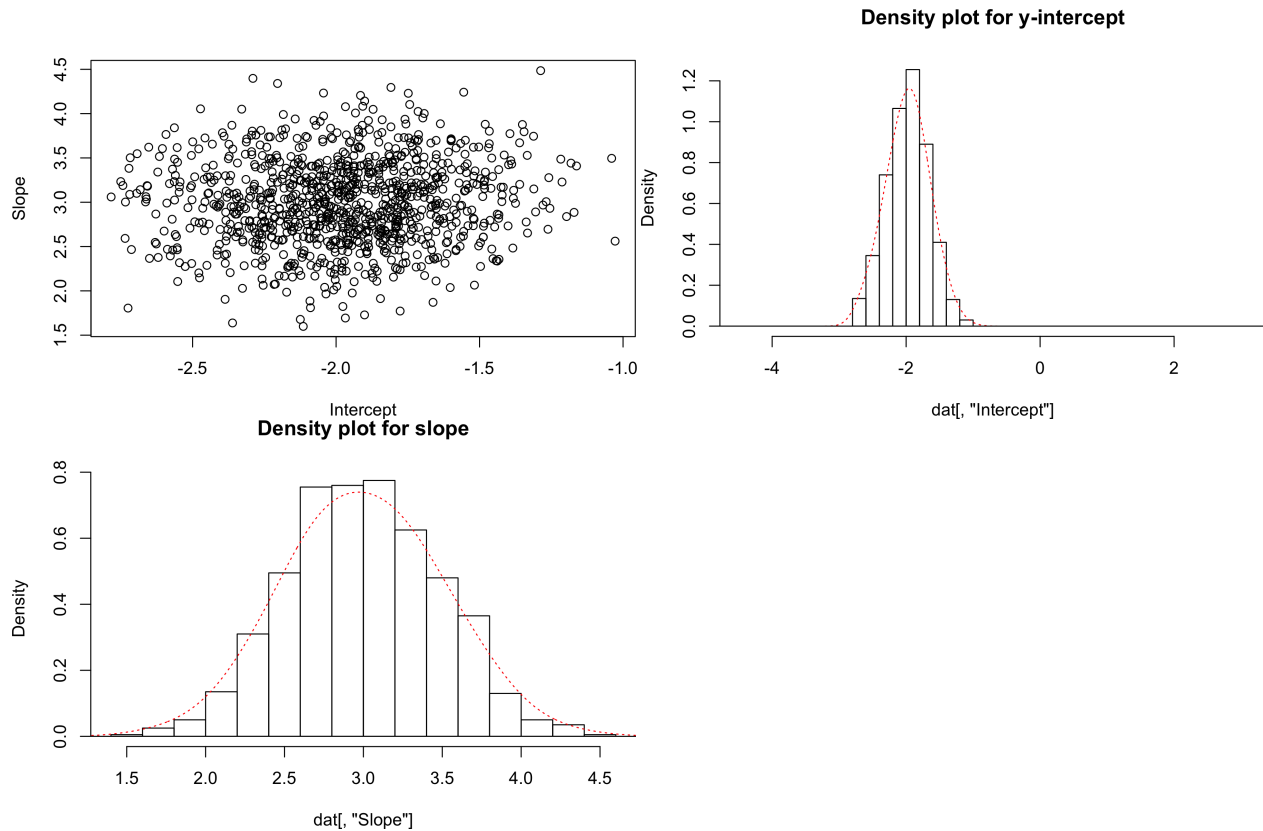 Slope
1.5 2.0 2.5 3.0 3.5 4.0 4.5
-2.5 -2.0 -1.5 -1.0
Intercept
Density plot for y-intercept
Density
0.0 0.2 0.4 0.6 0.8 1.0 1.2
-4 -2 0 2
dat[, "Intercept"]
Density plot for slope
Density
0.0 0.2 0.4 0.6 0.8
1.5 2.0 2.5 3.0 3.5 4.0 4.5
dat[, "Slope"]